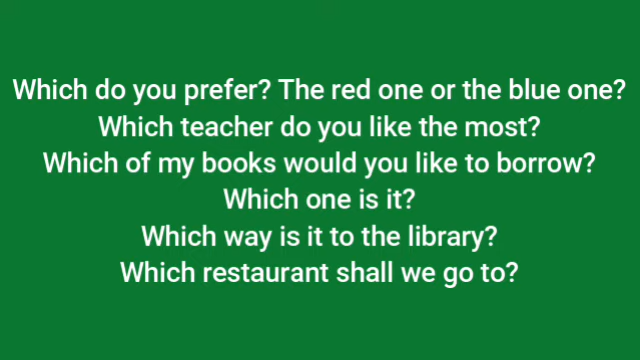 Which do you prefer? The red one or the blue one?
Which teacher do you like the most?
Which of my books would you like to borrow?
Which one is it?
Which way is it to the library?
Which restaurant shall we go to?